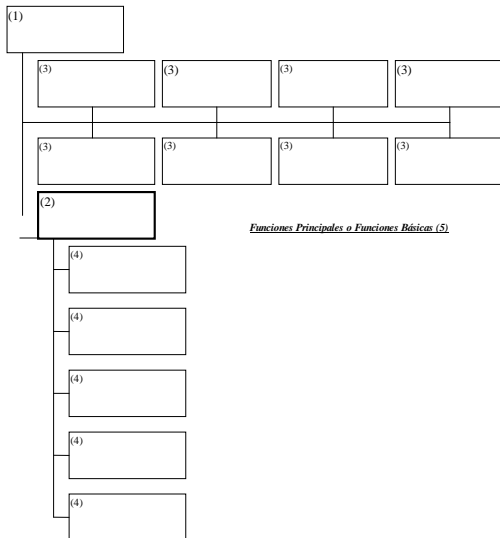 (1)
(3) (3) (3) (3)
(3) (3) (3) (3)
(2)
Funciones Principales o Funciones Básicas (5)
(4)
(4)
(4)
(4)
(4)